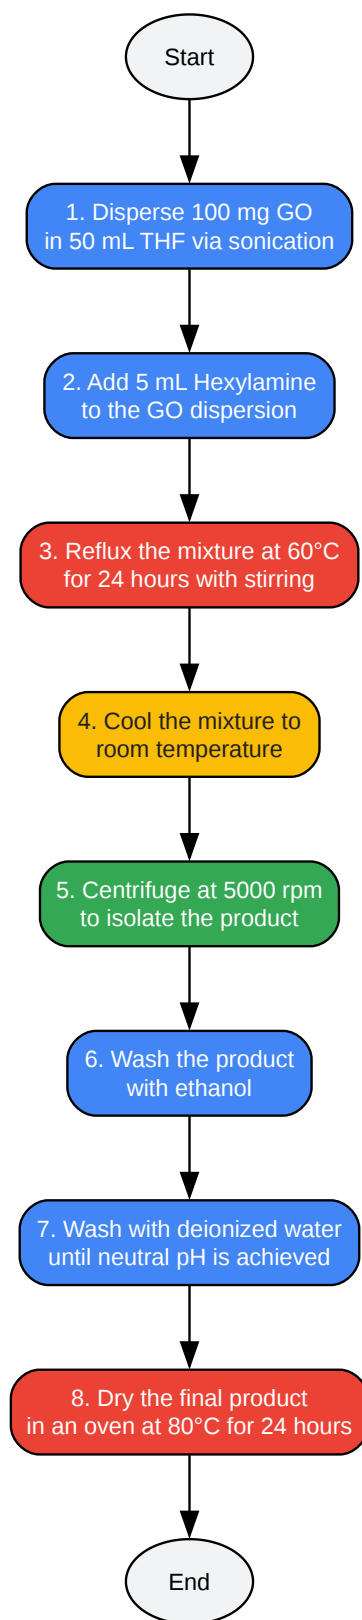 Start
1. Disperse 100 mg GO
in 50 mL THF via sonication
2. Add 5 mL Hexylamine
to the GO dispersion
3. Reflux the mixture at 60°C
for 24 hours with stirring
4. Cool the mixture to
room temperature
5. Centrifuge at 5000 rpm
to isolate the product
6. Wash the product
with ethanol
7. Wash with deionized water
until neutral pH is achieved
8. Dry the final product
in an oven at 80°C for 24 hours
End